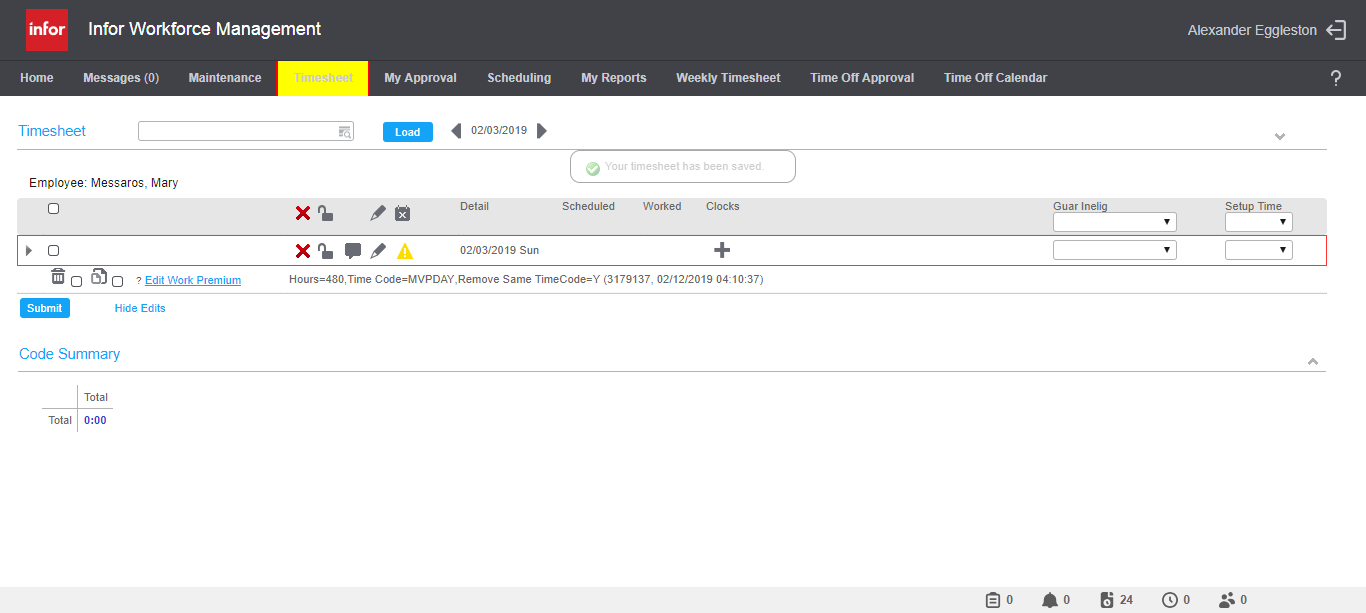 infor Infor Workforce Management Alexander Eggleston
Home Messages (0) Maintenance Timesheet My Approval Scheduling My Reports Weekly Timesheet Time Off Approval Time Off Calendar ?
Timesheet Load 02/03/2019
Your timesheet has been saved.
Employee: Messaros, Mary
Detail Scheduled Worked Clocks Guar Inelig Setup Time
02/03/2019 Sun
? Edit Work Premium Hours=480,Time Code=MVPDAY,Remove Same TimeCode=Y (3179137, 02/12/2019 04:10:37)
Submit Hide Edits
Code Summary
Total
Total 0:00
0 0 24 0 0